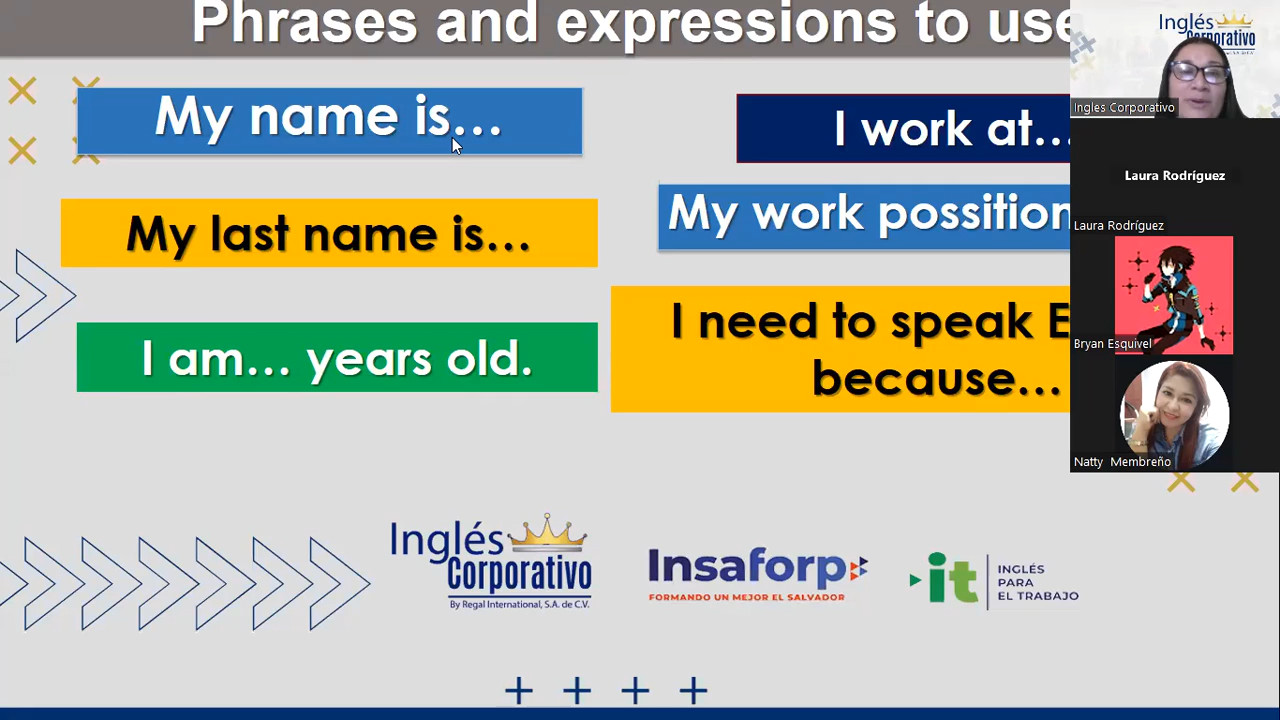 Phrases and expressions to use
My name is...
I work at...
My last name is...
My work possition
I am... years old.
I need to speak E
because...
Inglés
Corporativo
By Regal International, S.A. de C.V.
Insaforp
FORMANDO UN MEJOR EL SALVADOR
it
INGLÉS
PARA
EL TRABAJO
Inglés
Corporativo
Ingles Corporativo
Laura Rodríguez
Laura Rodríguez
Bryan Esquivel
Natty Membreño